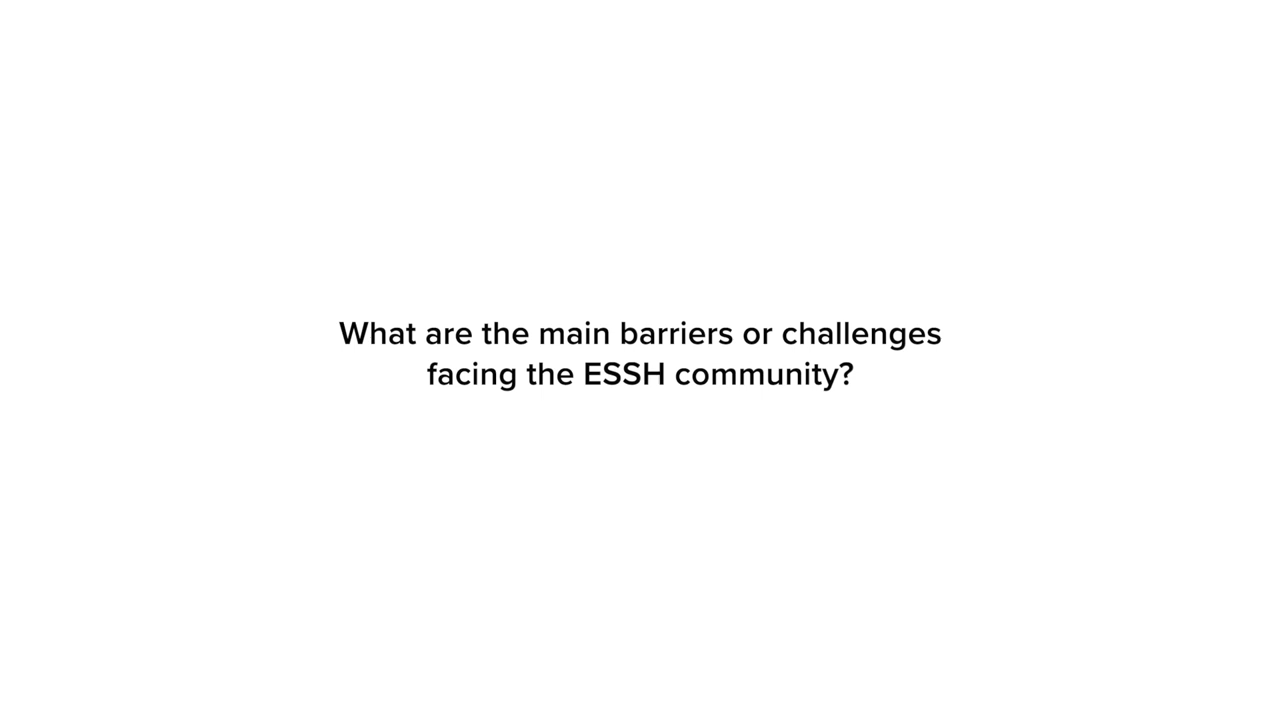 What are the main barriers or challenges
facing the ESSH community?